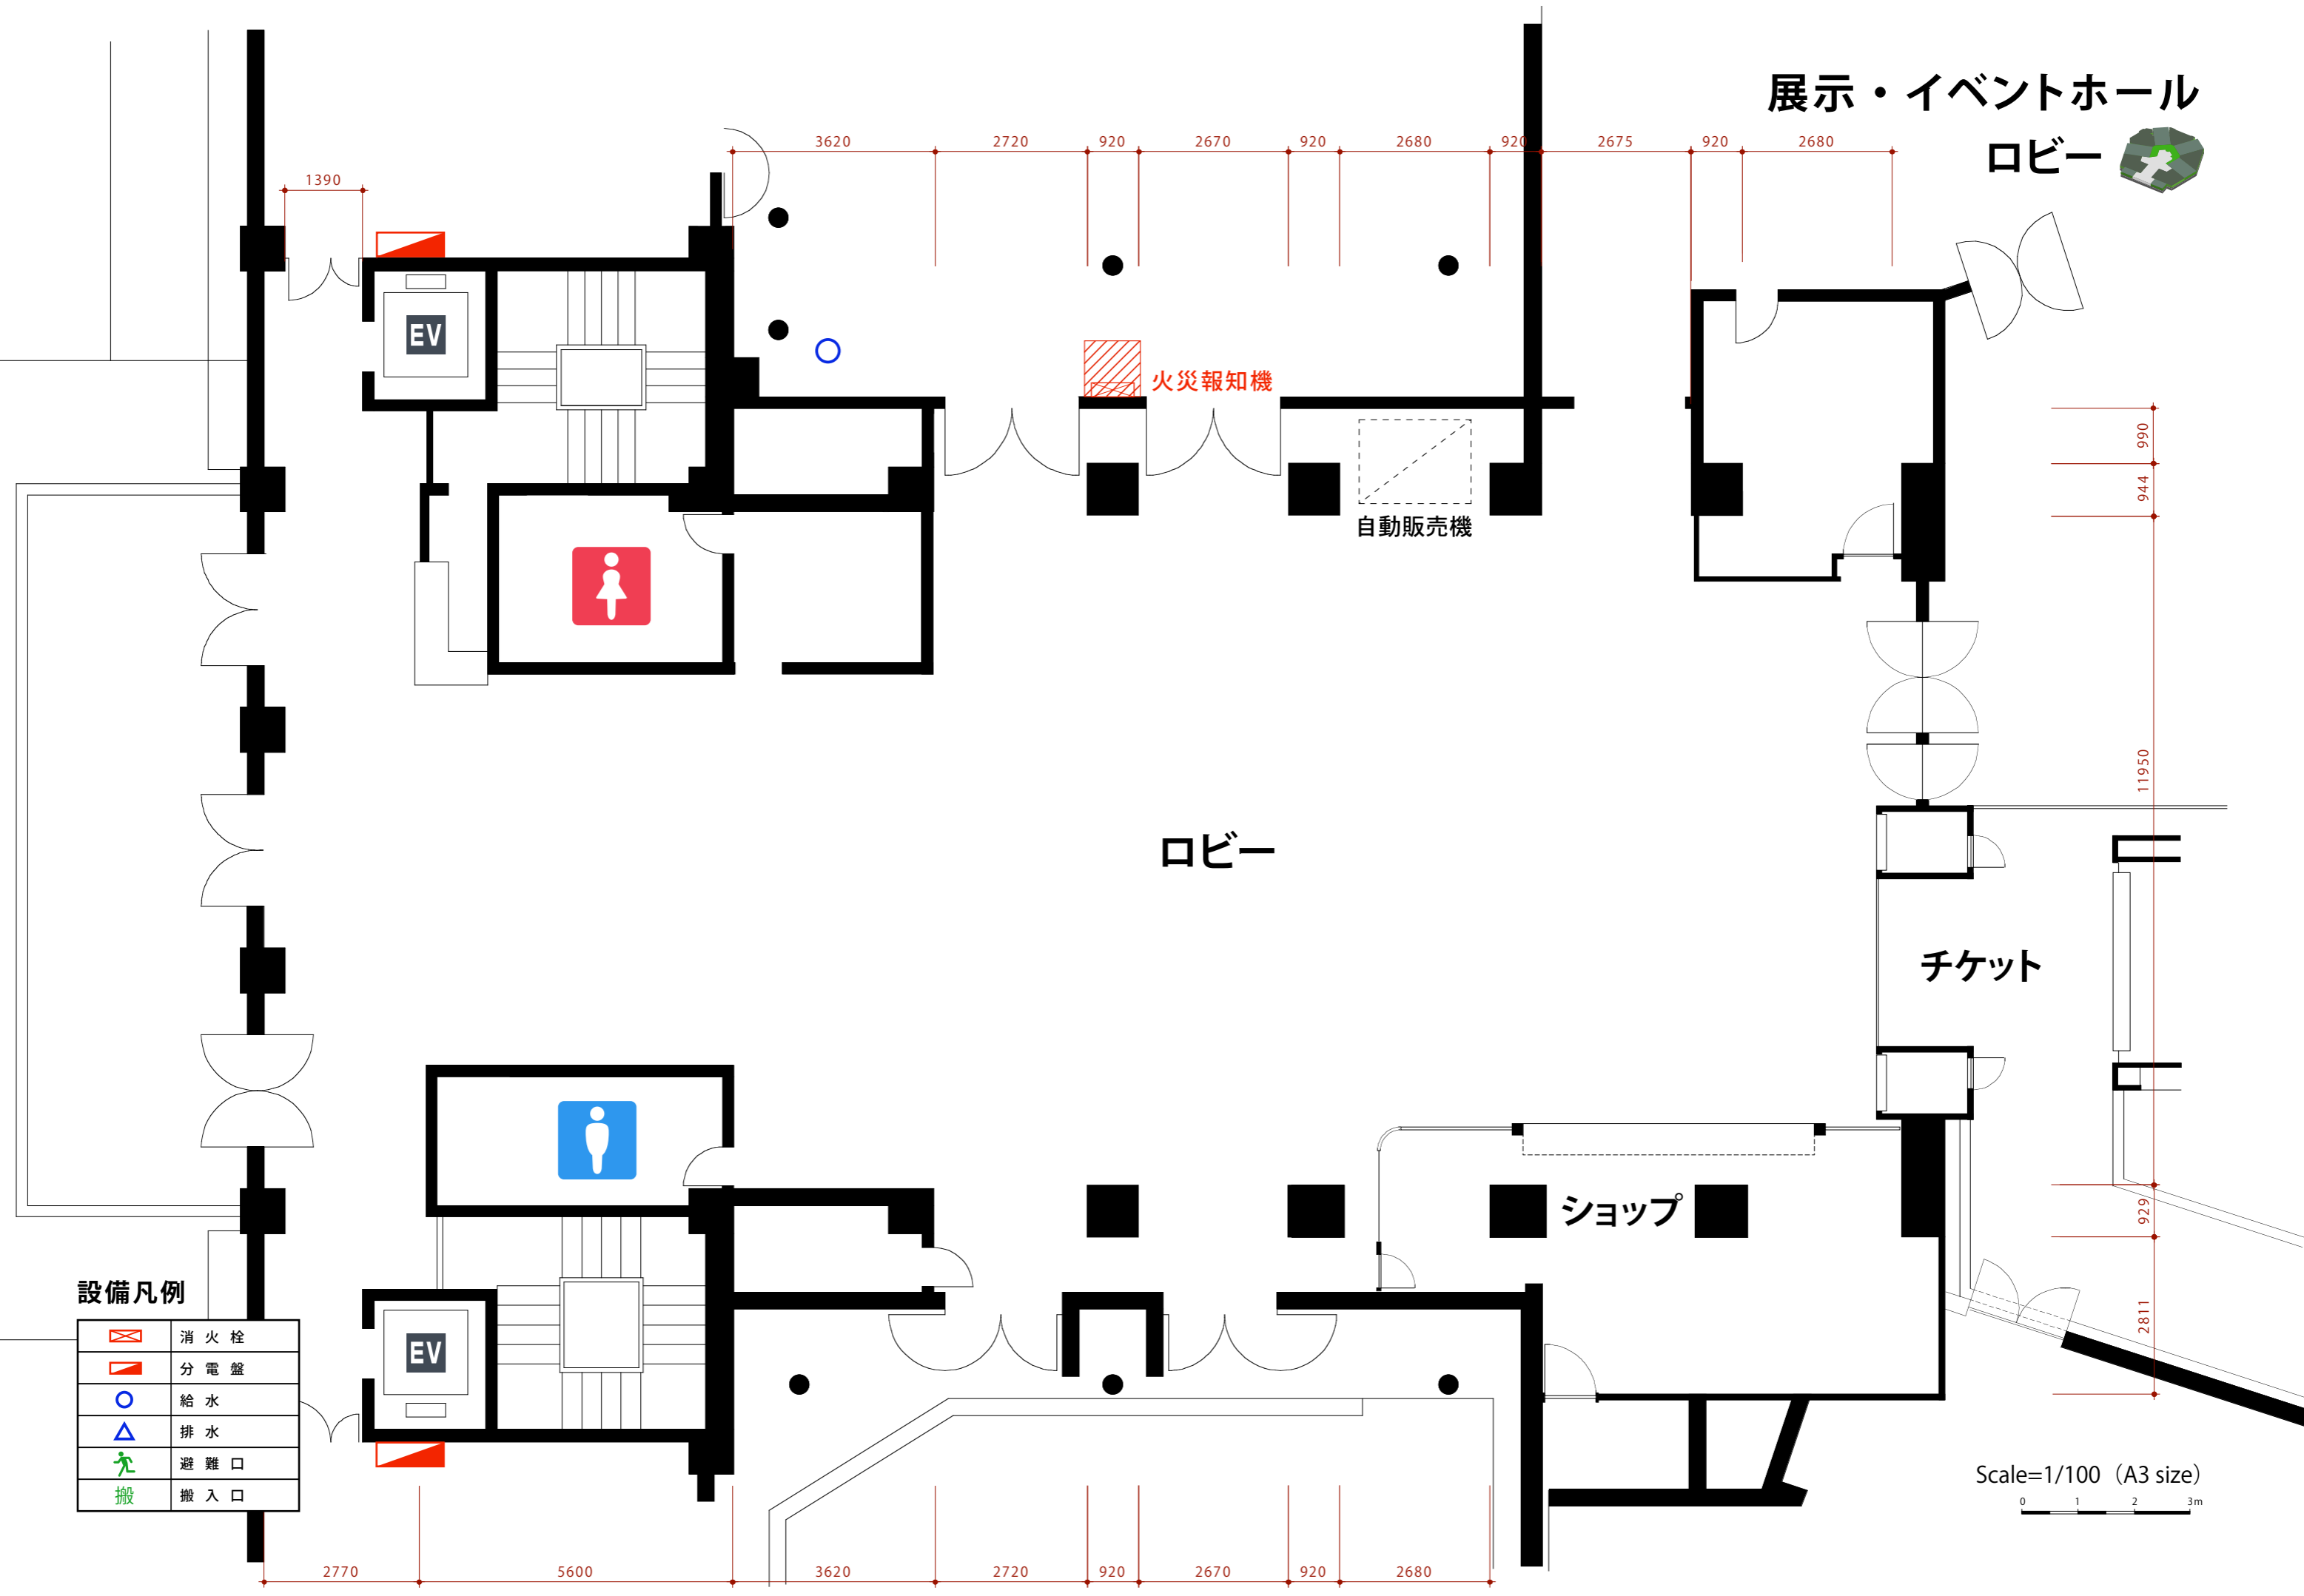 展示・イベントホール
ロビー
3620 2720 920 2670 920 2680 920 2675 920 2680
1390
EV
火災報知機
自動販売機
990
944
11950
ロビー
チケット
ショップ
929
2811
EV
設備凡例
消火栓
分電盤
給水
排水
避難口
搬 搬入口
Scale=1/100（A3 size）
0 1 2 3m
2770 5600 3620 2720 920 2670 920 2680